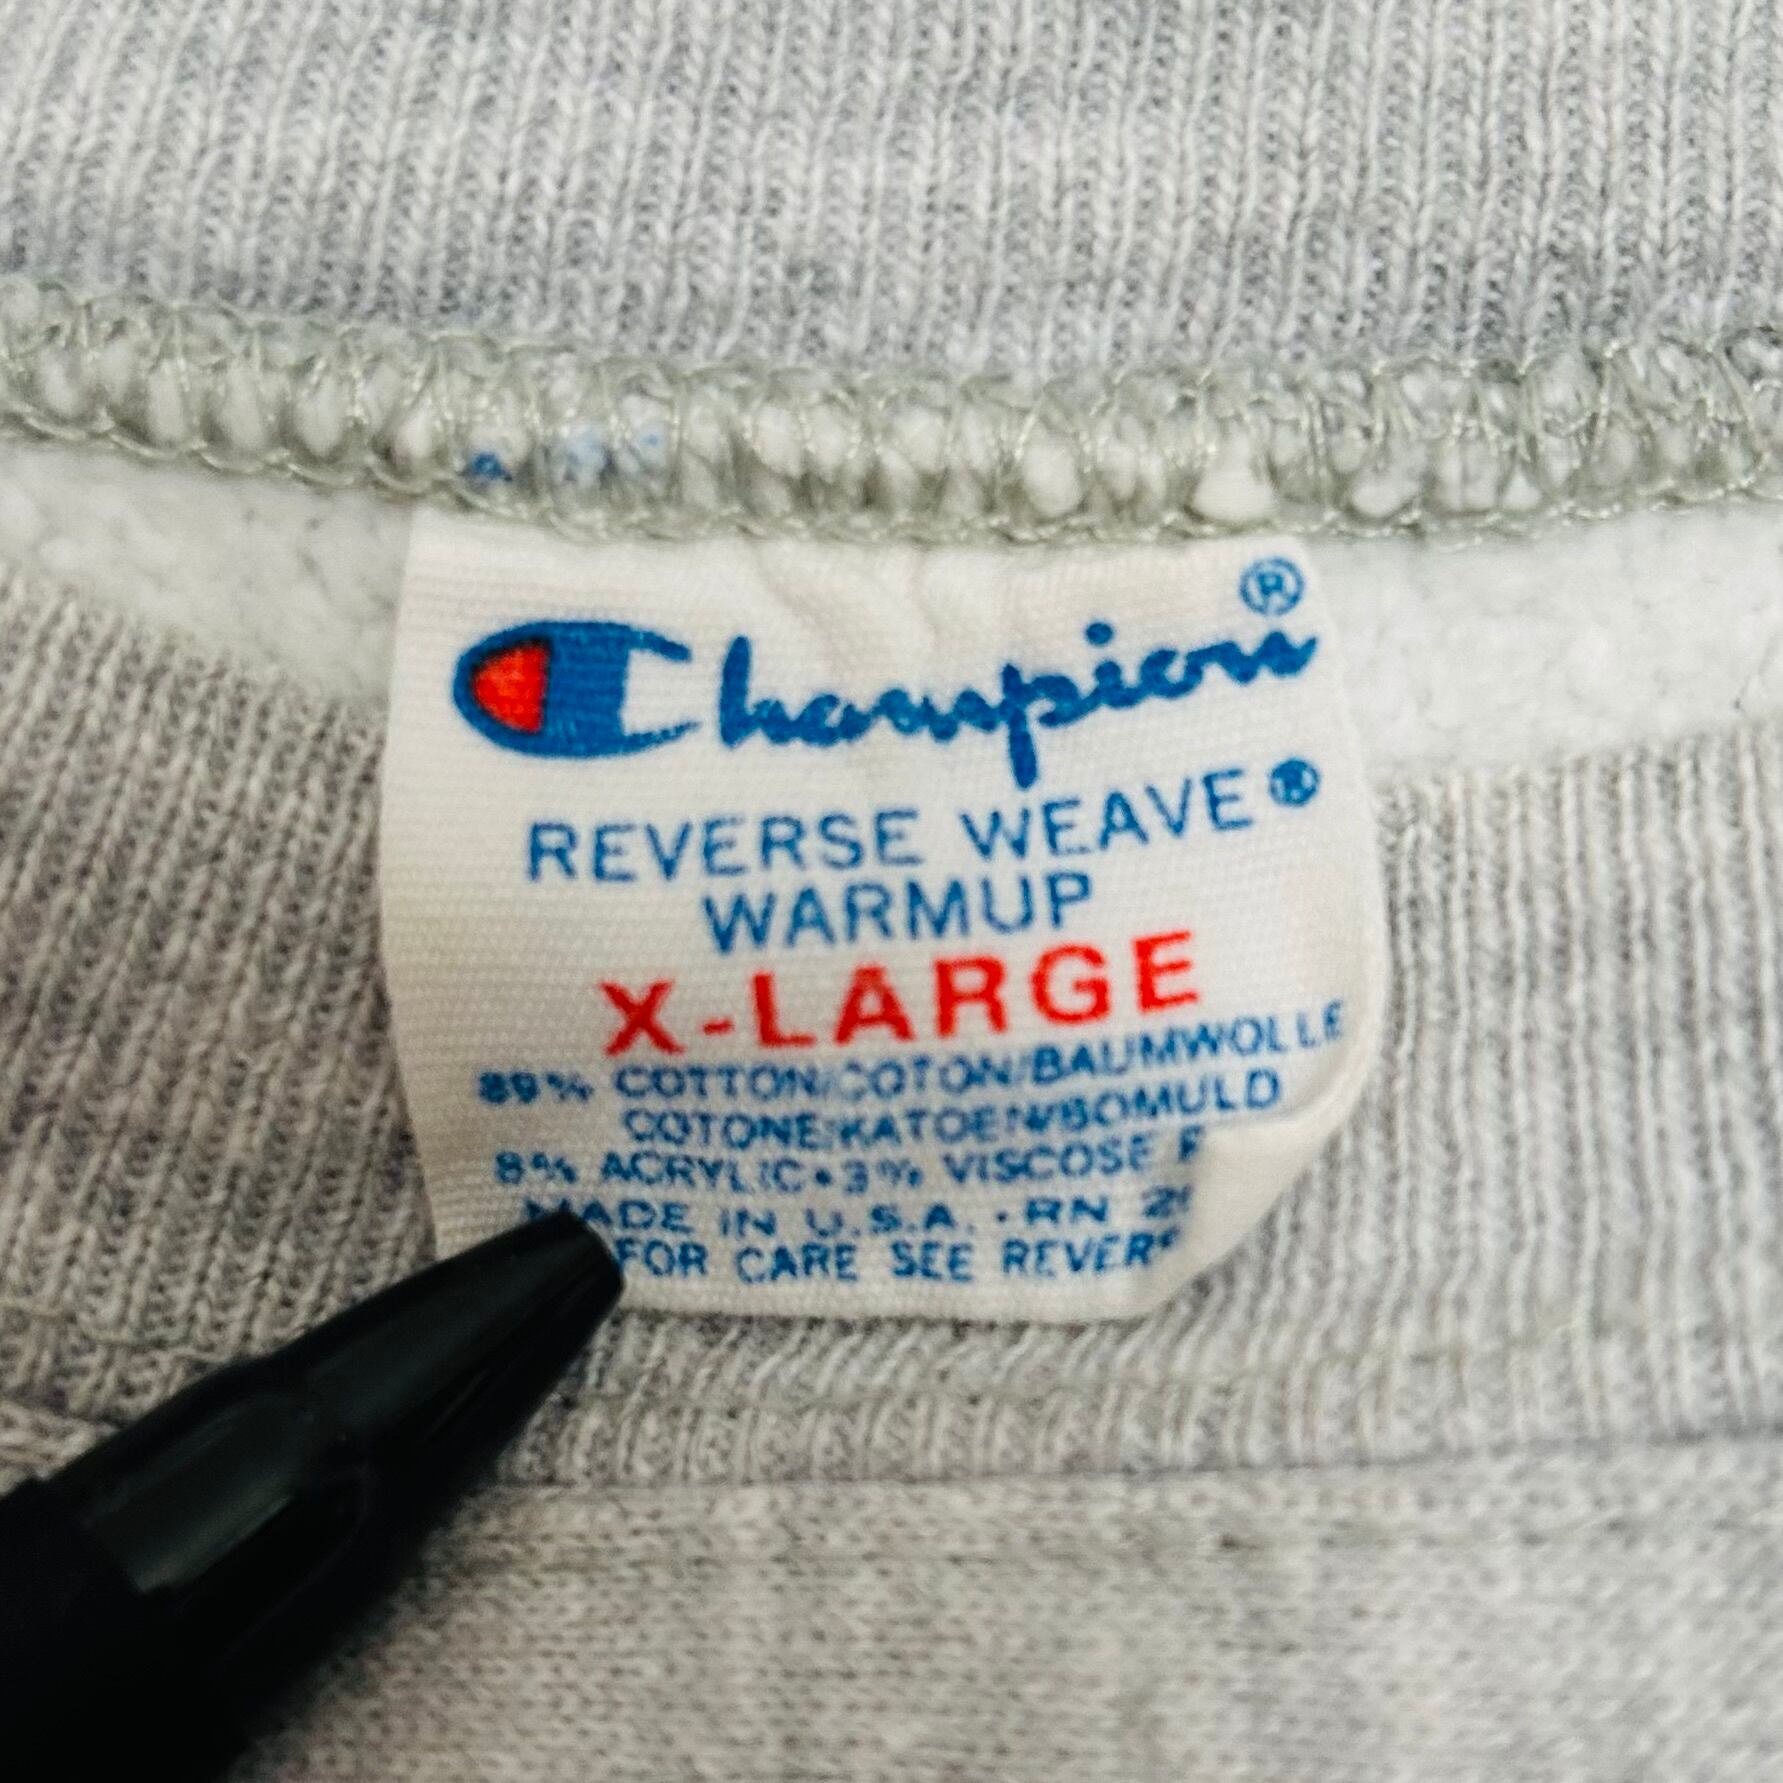 Champion®
REVERSE WEAVE®
WARMUP
X-LARGE
89% COTTON/COTON/BAUMWOLLE
COTONE/KATOEN/BOMULD
8% ACRYLIC•3% VISCOSE
MADE IN U.S.A. · RN
FOR CARE SEE